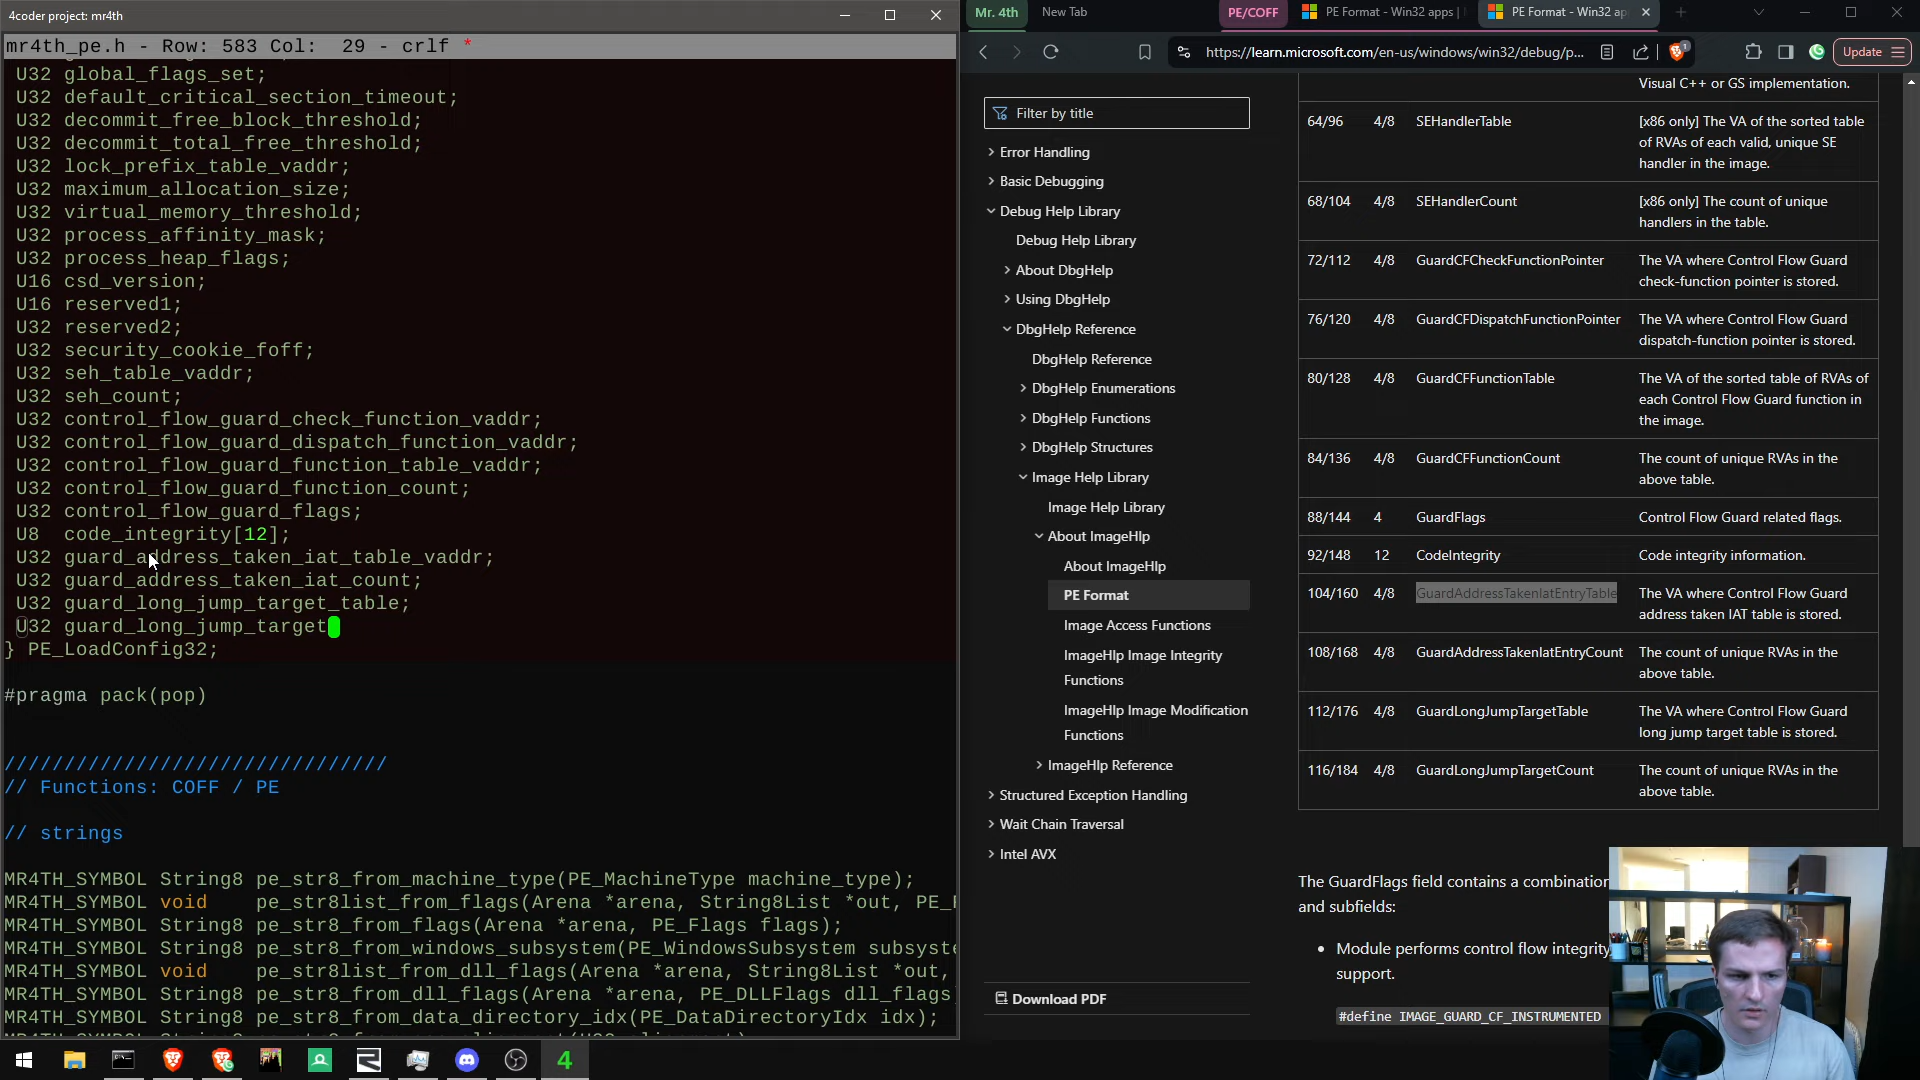 4coder project: mr4th
mr4th_pe.h - Row: 583 Col:  29 - crlf *
U32 global_flags_set;
U32 default_critical_section_timeout;
U32 decommit_free_block_threshold;
U32 decommit_total_free_threshold;
U32 lock_prefix_table_vaddr;
U32 maximum_allocation_size;
U32 virtual_memory_threshold;
U32 process_affinity_mask;
U32 process_heap_flags;
U16 csd_version;
U16 reserved1;
U32 reserved2;
U32 security_cookie_foff;
U32 seh_table_vaddr;
U32 seh_count;
U32 control_flow_guard_check_function_vaddr;
U32 control_flow_guard_dispatch_function_vaddr;
U32 control_flow_guard_function_table_vaddr;
U32 control_flow_guard_function_count;
U32 control_flow_guard_flags;
U8  code_integrity[12];
U32 guard_address_taken_iat_table_vaddr;
U32 guard_address_taken_iat_count;
U32 guard_long_jump_target_table;
U32 guard_long_jump_target
} PE_LoadConfig32;
#pragma pack(pop)
////////////////////////////////
// Functions: COFF / PE
// strings
MR4TH_SYMBOL String8 pe_str8_from_machine_type(PE_MachineType machine_type);
MR4TH_SYMBOL void    pe_str8list_from_flags(Arena *arena, String8List *out, PE_F
MR4TH_SYMBOL String8 pe_str8_from_flags(Arena *arena, PE_Flags flags);
MR4TH_SYMBOL String8 pe_str8_from_windows_subsystem(PE_WindowsSubsystem subsyste
MR4TH_SYMBOL void    pe_str8list_from_dll_flags(Arena *arena, String8List *out,
MR4TH_SYMBOL String8 pe_str8_from_dll_flags(Arena *arena, PE_DLLFlags dll_flags
MR4TH_SYMBOL String8 pe_str8_from_data_directory_idx(PE_DataDirectoryIdx idx);
4
Mr. 4th
New Tab
PE/COFF
PE Format - Win32 apps |
PE Format - Win32 ap
https://learn.microsoft.com/en-us/windows/win32/debug/p...
1
Update
Filter by title
Error Handling
Basic Debugging
Debug Help Library
Debug Help Library
About DbgHelp
Using DbgHelp
DbgHelp Reference
DbgHelp Reference
DbgHelp Enumerations
DbgHelp Functions
DbgHelp Structures
Image Help Library
Image Help Library
About ImageHlp
About ImageHlp
PE Format
Image Access Functions
ImageHlp Image Integrity
Functions
ImageHlp Image Modification
Functions
ImageHlp Reference
Structured Exception Handling
Wait Chain Traversal
Intel AVX
Download PDF
Visual C++ or GS implementation.
64/96 4/8 SEHandlerTable [x86 only] The VA of the sorted table
of RVAs of each valid, unique SE
handler in the image.
68/104 4/8 SEHandlerCount [x86 only] The count of unique
handlers in the table.
72/112 4/8 GuardCFCheckFunctionPointer The VA where Control Flow Guard
check-function pointer is stored.
76/120 4/8 GuardCFDispatchFunctionPointer The VA where Control Flow Guard
dispatch-function pointer is stored.
80/128 4/8 GuardCFFunctionTable The VA of the sorted table of RVAs of
each Control Flow Guard function in
the image.
84/136 4/8 GuardCFFunctionCount The count of unique RVAs in the
above table.
88/144 4 GuardFlags Control Flow Guard related flags.
92/148 12 CodeIntegrity Code integrity information.
104/160 4/8 GuardAddressTakenIatEntryTable The VA where Control Flow Guard
address taken IAT table is stored.
108/168 4/8 GuardAddressTakenIatEntryCount The count of unique RVAs in the
above table.
112/176 4/8 GuardLongJumpTargetTable The VA where Control Flow Guard
long jump target table is stored.
116/184 4/8 GuardLongJumpTargetCount The count of unique RVAs in the
above table.
The GuardFlags field contains a combination
and subfields:
• Module performs control flow integrity
support.
#define IMAGE_GUARD_CF_INSTRUMENTED